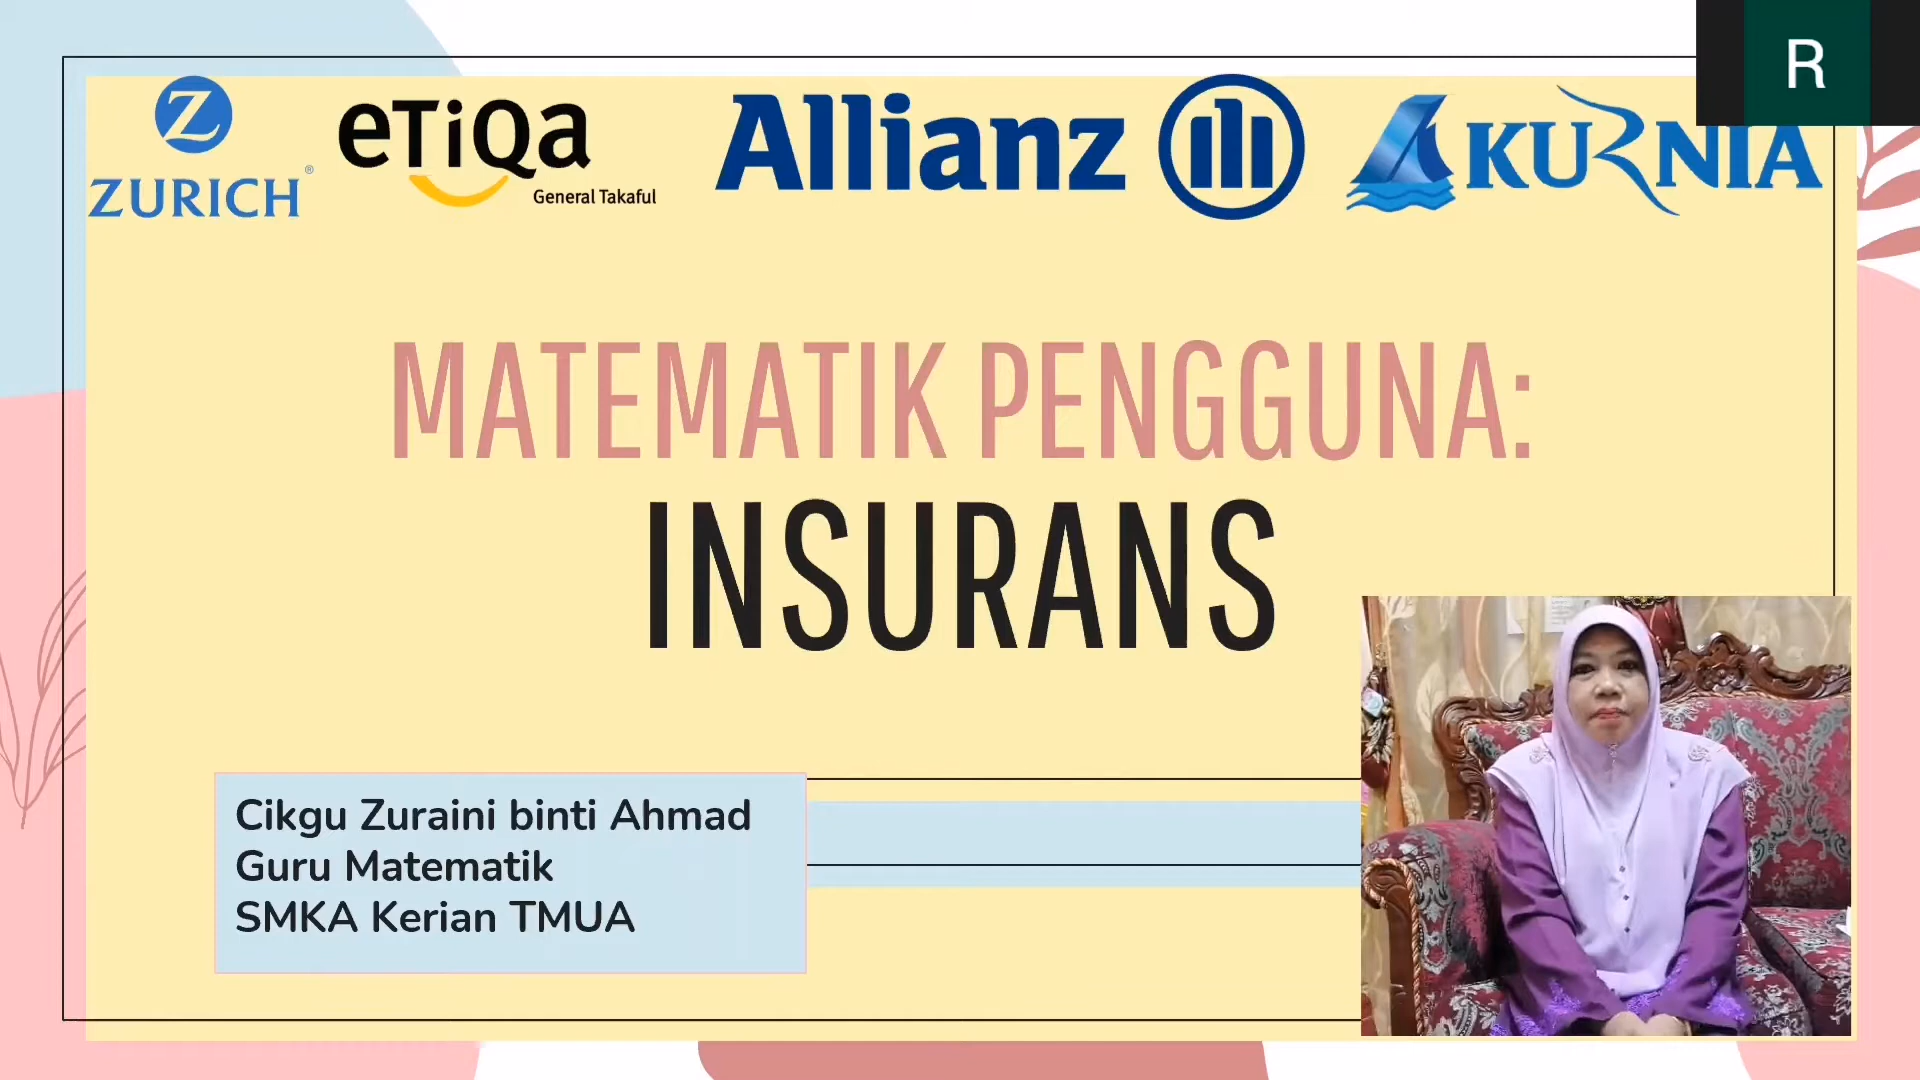 R
ZURICH
eTiQa
General Takaful
Allianz
KURNIA
MATEMATIK PENGGUNA:
INSURANS
Cikgu Zuraini binti Ahmad
Guru Matematik
SMKA Kerian TMUA